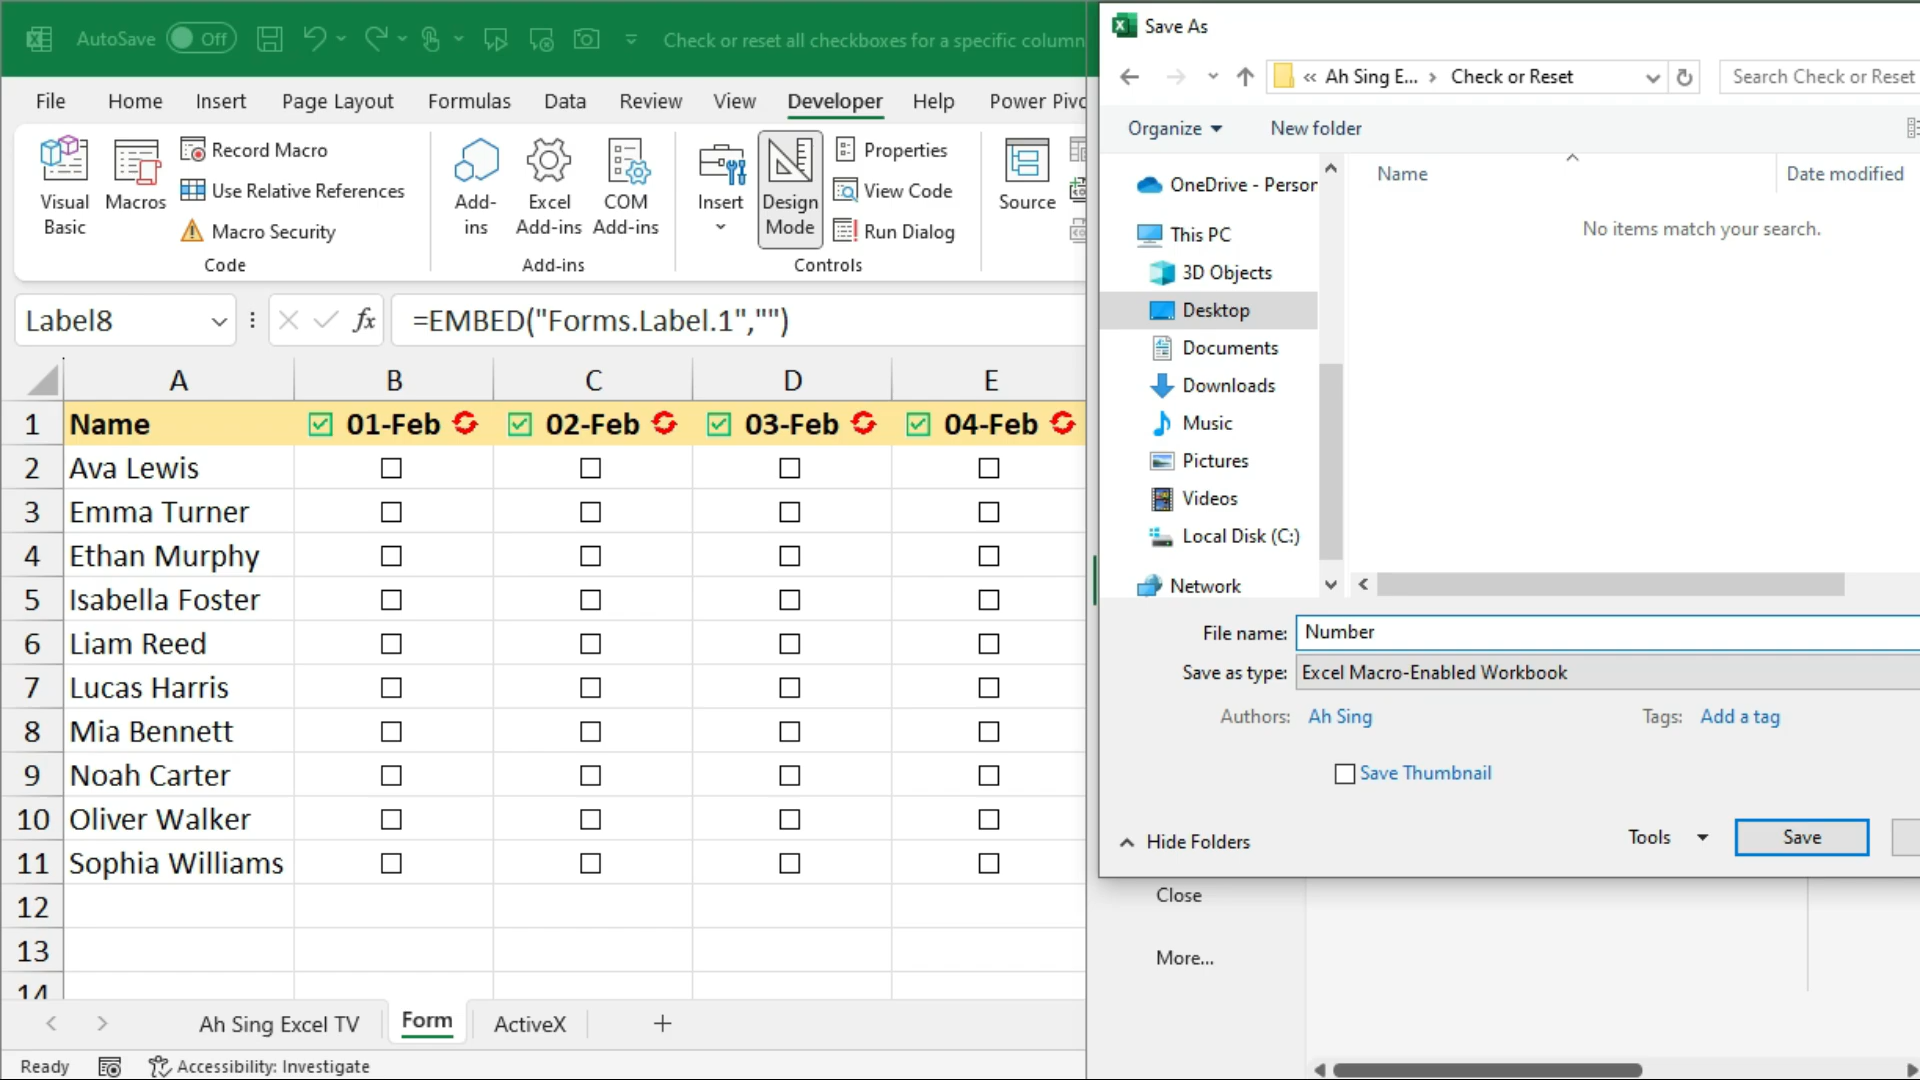 AutoSave Off Check or reset all checkboxes for a specific column
File Home Insert Page Layout Formulas Data Review View Developer Help Power
Visual Basic
Macros
Record Macro
Use Relative References
Macro Security
Code
Add-ins
Excel Add-ins
COM Add-ins
Add-ins
Insert
Design Mode
Properties
View Code
Run Dialog
Controls
Source
Label8 fx =EMBED("Forms.Label.1","")
A B C D E
1 Name 01-Feb 02-Feb 03-Feb 04-Feb
2 Ava Lewis
3 Emma Turner
4 Ethan Murphy
5 Isabella Foster
6 Liam Reed
7 Lucas Harris
8 Mia Bennett
9 Noah Carter
10 Oliver Walker
11 Sophia Williams
12
13
14
Ah Sing Excel TV Form ActiveX
Ready Accessibility: Investigate
Save As
« Ah Sing E... › Check or Reset Search Check or Reset
Organize New folder
Name Date modified
No items match your search.
OneDrive - Person
This PC
3D Objects
Desktop
Documents
Downloads
Music
Pictures
Videos
Local Disk (C:)
Network
File name: Number
Save as type: Excel Macro-Enabled Workbook
Authors: Ah Sing Tags: Add a tag
Save Thumbnail
Hide Folders Tools Save
Close
More...